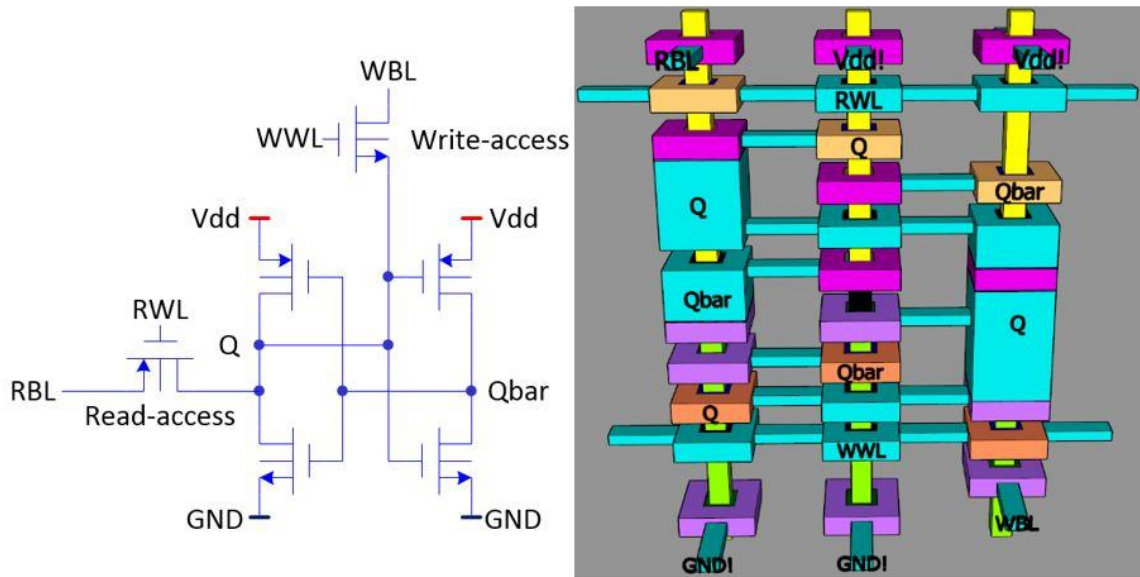 WBL
WWL
Write-access
Vdd
Vdd
RWL
Q
RBL
Qbar
Read-access
GND
GND
RBL
Vdd!
Vdd!
RWL
Q
Q
Qbar
Qbar
Q
Qbar
Q
WWL
WBL
GND!
GND!